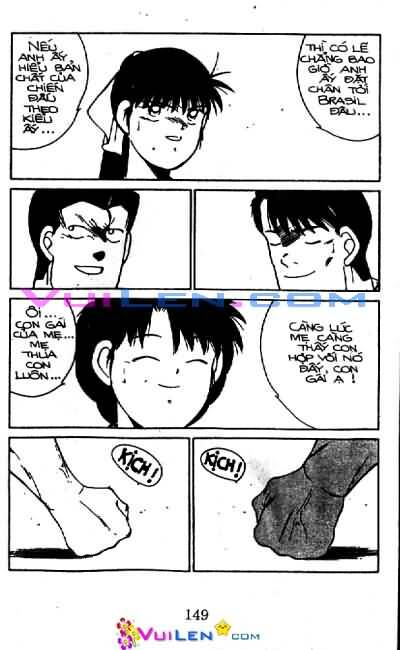 NẾU
ANH ẤY
HIỂU BẢN
CHẤT CỦA
CHIẾN
ĐẤU
THEO
KIỂU
ẤY...
THÌ CÓ LẼ
CHẲNG BAO
GIỜ ANH
ẤY ĐẶT
CHÂN TỚI
BRASIL
ĐÂU...
VUILEN.COM
ÔI...
CON GÁI
CỦA MẸ...
MẸ
THUA
CON
LUÔN...
CÀNG LÚC
MẸ CÀNG
THẤY CON
HỢP VỚI NÓ
ĐẤY, CON
GÁI Ạ!
KỊCH!
KỊCH!
149
VUILEN.COM